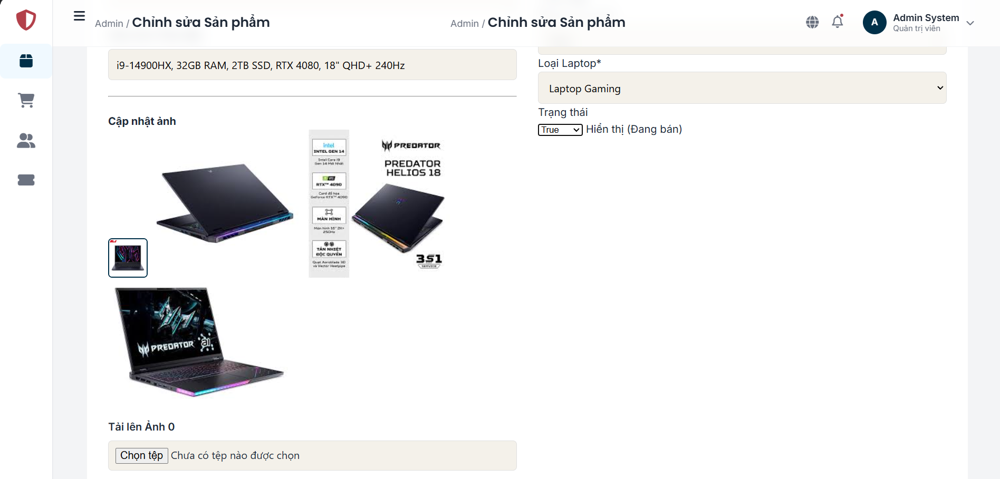 Admin / Chỉnh sửa Sản phẩm
Admin / Chỉnh sửa Sản phẩm
A
Admin System
Quản trị viên
i9-14900HX, 32GB RAM, 2TB SSD, RTX 4080, 18" QHD+ 240Hz
Loại Laptop*
Laptop Gaming
Trạng thái
True Hiển thị (Đang bán)
Cập nhật ảnh
intel
INTEL GEN 14
Intel Core i9
Gen 14 Mới Nhất
RTX
RTX™ 4090
Card đồ họa
GeForce RTX™ 4090
MÀN HÌNH
Màn hình 18" 2K+
250Hz
TẢN NHIỆT
ĐỘC QUYỀN
Quạt Aeroblade 3D
và Vector Heatpipe
PREDATOR
PREDATOR
HELIOS 18
3S1
SERVICE
PREDATOR ai
Tải lên Ảnh 0
Chọn tệp Chưa có tệp nào được chọn